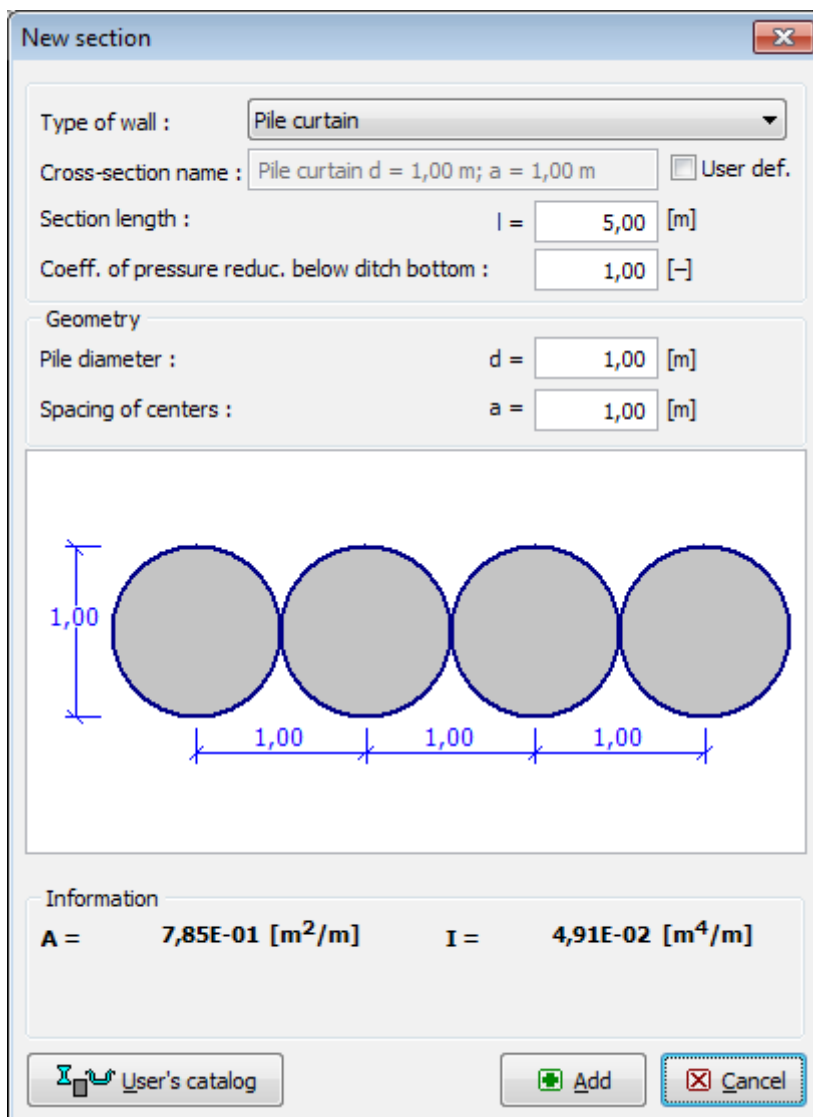 New section
Type of wall : Pile curtain
Cross-section name : Pile curtain d = 1,00 m; a = 1,00 m User def.
Section length : l = 5,00 [m]
Coeff. of pressure reduc. below ditch bottom : 1,00 [–]
Geometry
Pile diameter : d = 1,00 [m]
Spacing of centers : a = 1,00 [m]
1,00
1,00 1,00 1,00
Information
A = 7,85E-01 [m²/m] I = 4,91E-02 [m⁴/m]
User's catalog Add Cancel